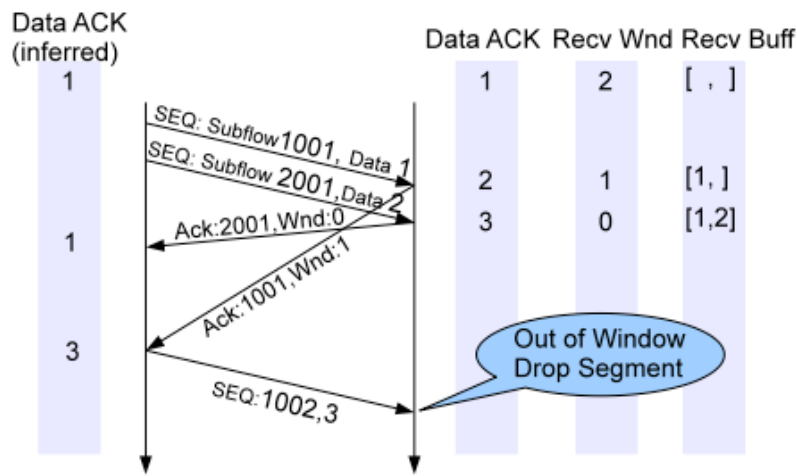 Data ACK
(inferred)
Data ACK Recv Wnd Recv Buff
1
1 2 [ , ]
SEQ: Subflow 1001, Data 1
SEQ: Subflow 2001,Data 2
2 1 [1, ]
3 0 [1,2]
Ack:2001,Wnd:0
1
Ack:1001,Wnd:1
3
Out of Window
Drop Segment
SEQ:1002,3